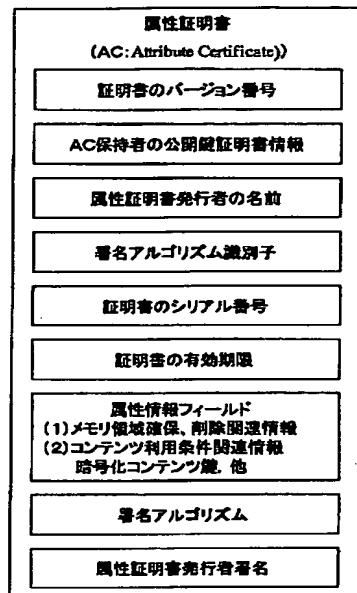 属性証明書
(AC:Attribute Certificate))
証明書のバージョン番号
AC保持者の公開鍵証明書情報
属性証明書発行者の名前
署名アルゴリズム識別子
証明書のシリアル番号
証明書の有効期限
属性情報フィールド
(1)メモリ領域確保、削除関連情報
(2)コンテンツ利用条件関連情報
暗号化コンテンツ鍵、他
署名アルゴリズム
属性証明書発行者署名